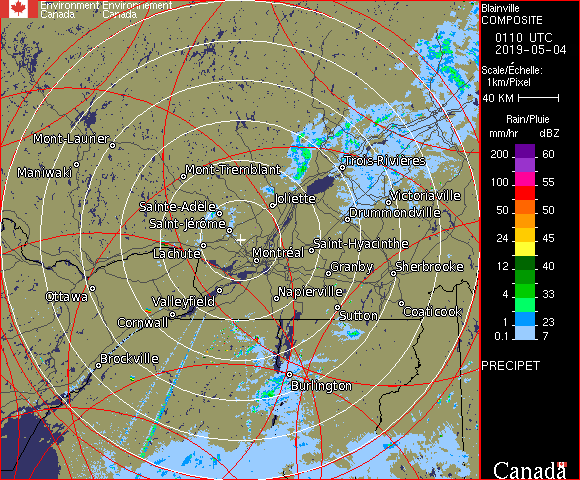 Environment Environnement
Canada Canada
Blainville
COMPOSITE
0110 UTC
2019-05-04
Scale/Échelle:
1km/Pixel
40 KM
Rain/Pluie
mm/hr dBZ
200 60
150 57
100 55
50 50
24 45
12 40
4 33
1 23
0.1 7
PRECIPET
Canada
Mont-Laurier
Maniwaki
Mont-Tremblant
Trois-Rivières
Sainte-Adèle
Joliette
Victoriaville
Drummondville
Saint-Jérôme
Lachute
Montréal
Saint-Hyacinthe
Granby
Sherbrooke
Ottawa
Valleyfield
Napierville
Cornwall
Sutton
Coaticook
Brockville
Burlington